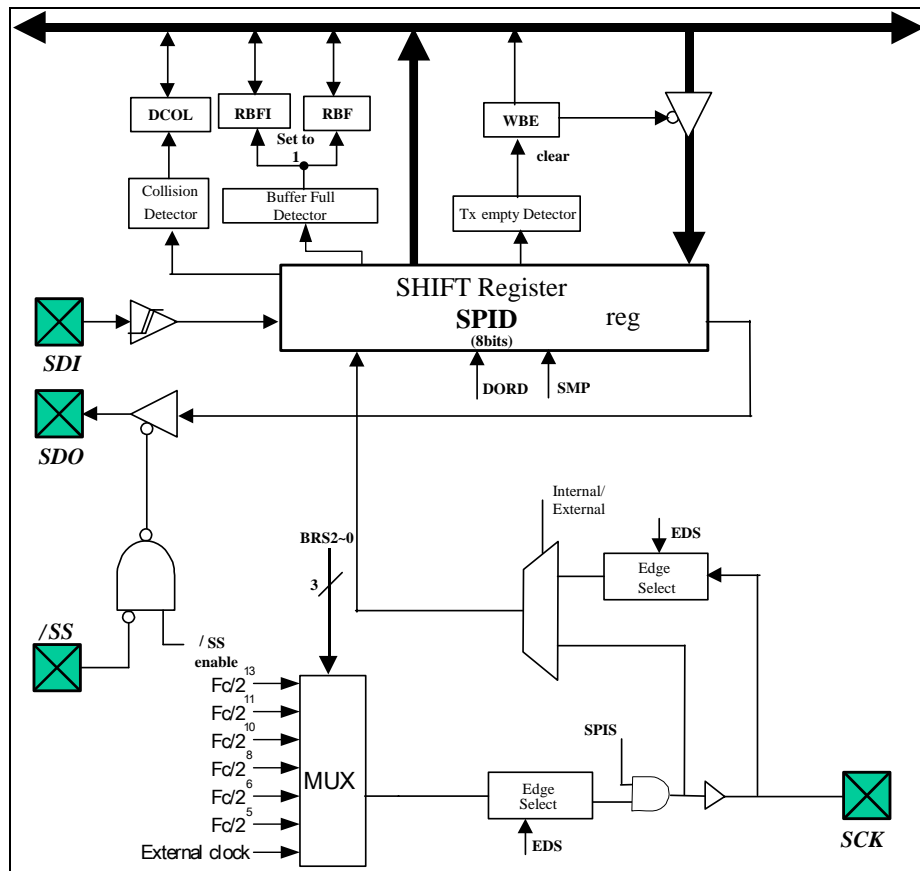 DCOL
RBFI
RBF
WBE
Set to
1
clear
Collision
Detector
Buffer Full
Detector
Tx empty Detector
SHIFT Register
SPID
reg
(8bits)
SDI
DORD
SMP
SDO
Internal/
External
BRS2~0
EDS
3
Edge
Select
/SS
/ SS
enable
Fc/2^13
Fc/2^11
Fc/2^10
Fc/2^8
Fc/2^6
Fc/2^5
External clock
MUX
SPIS
Edge
Select
EDS
SCK